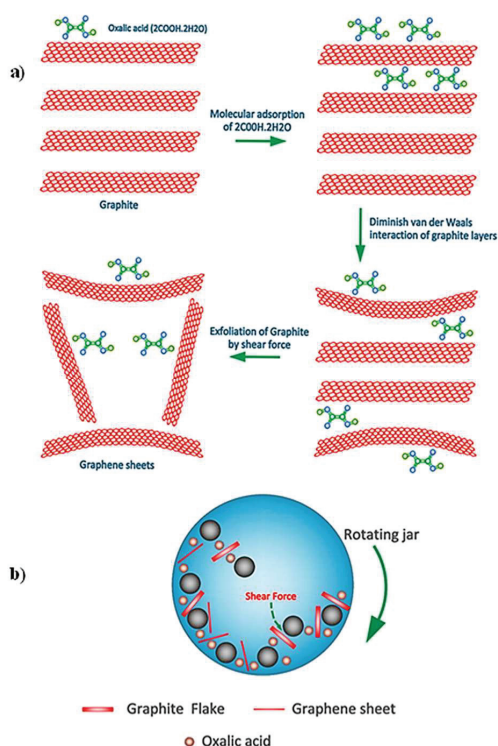 Oxalic acid (2COOH.2H2O)
a)
Molecular adsorption
of 2COOH.2H2O
Graphite
Diminish van der Waals
interaction of graphite layers
Exfoliation of Graphite
by shear force
Graphene sheets
b)
Rotating jar
Shear Force
Graphite Flake
Graphene sheet
Oxalic acid